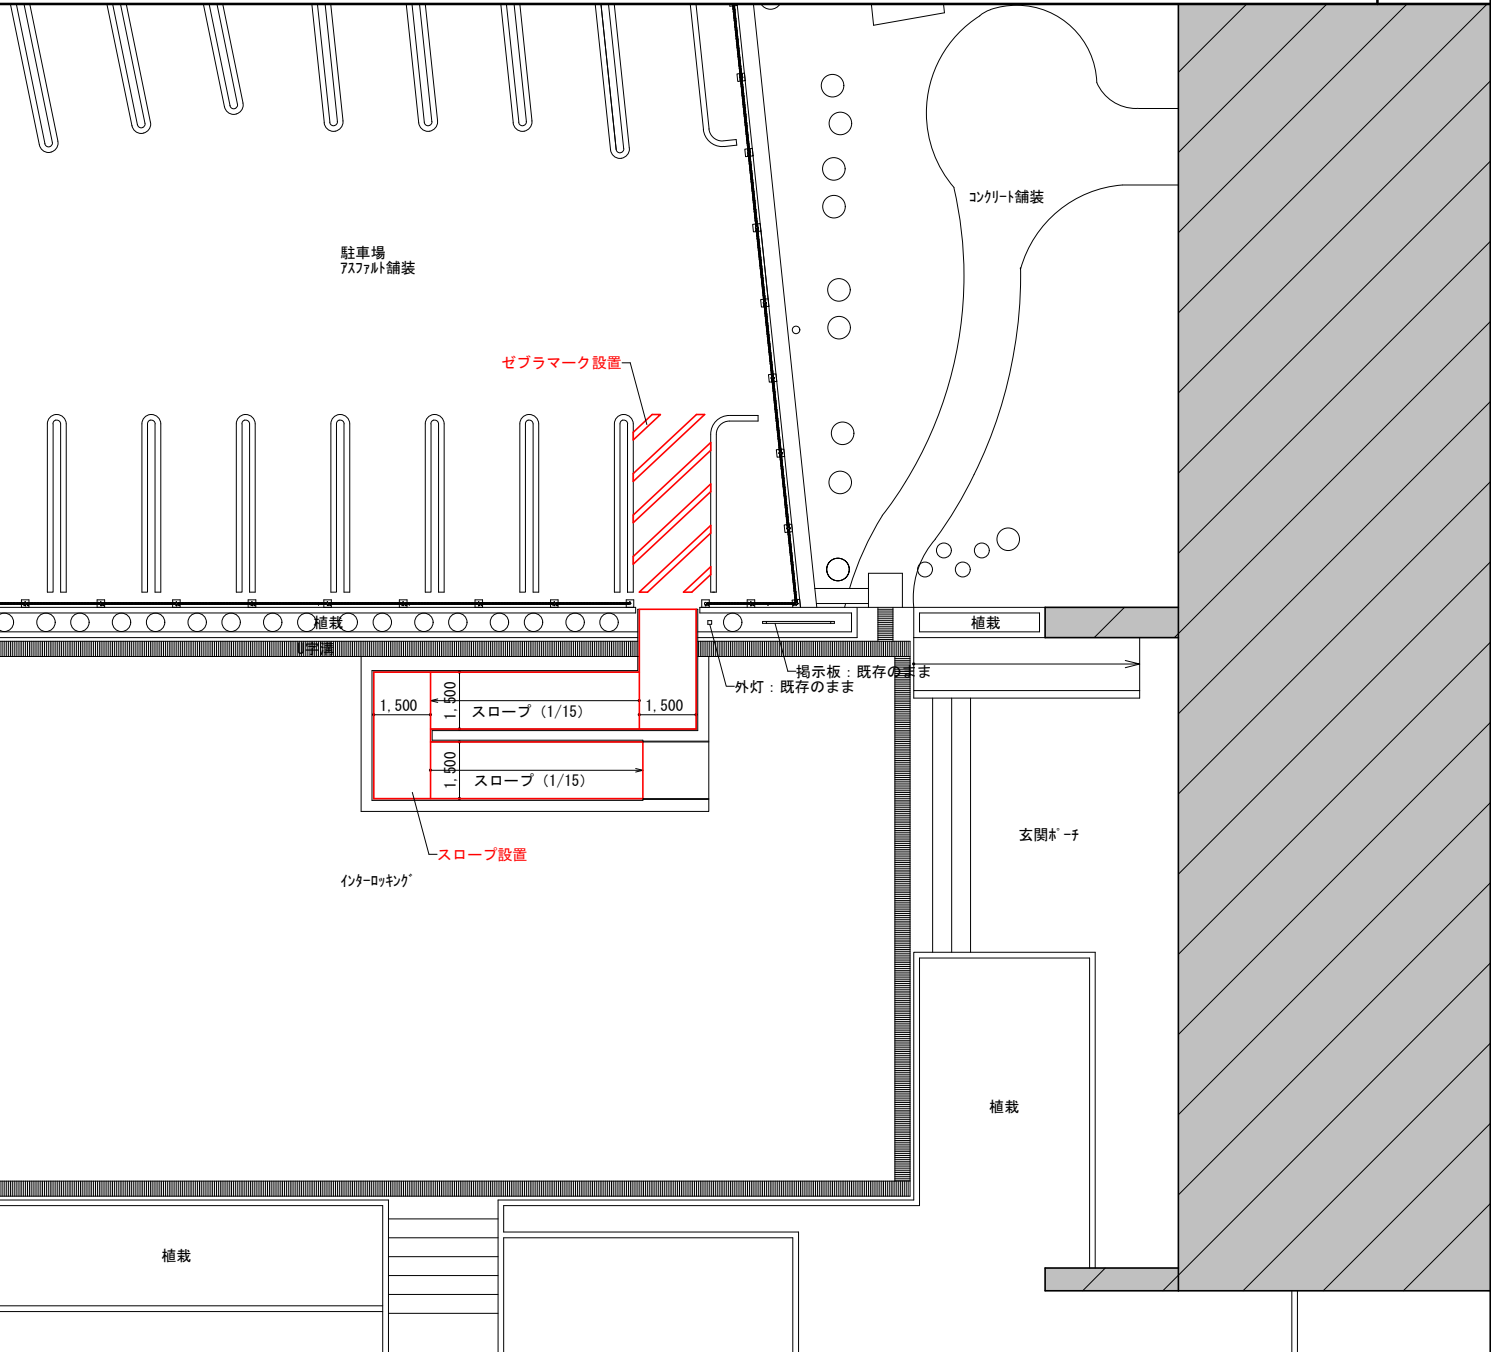 コンクリート舗装
駐車場
アスファルト舗装
ゼブラマーク設置
植栽
植栽
U字溝
掲示板：既存のまま
外灯：既存のまま
1,500
1,500
スロープ（1/15）
1,500
1,500
スロープ（1/15）
スロープ設置
玄関ポーチ
インターロッキング
植栽
植栽